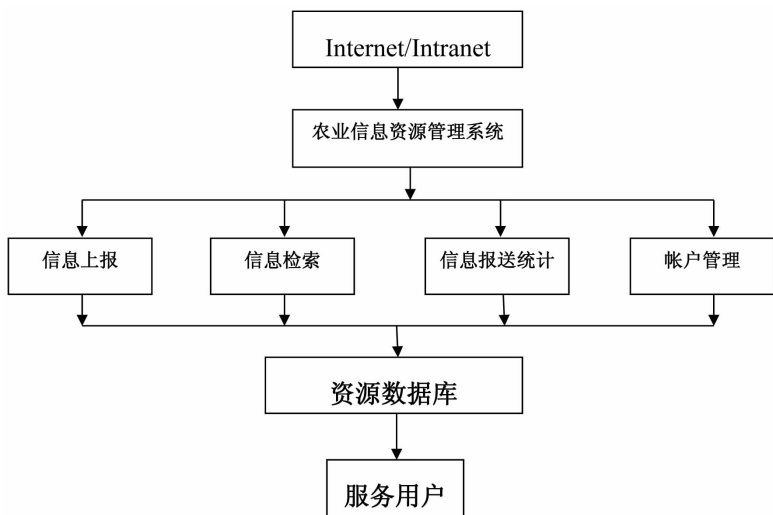 Internet/Intranet
农业信息资源管理系统
信息上报
信息检索
信息报送统计
帐户管理
资源数据库
服务用户